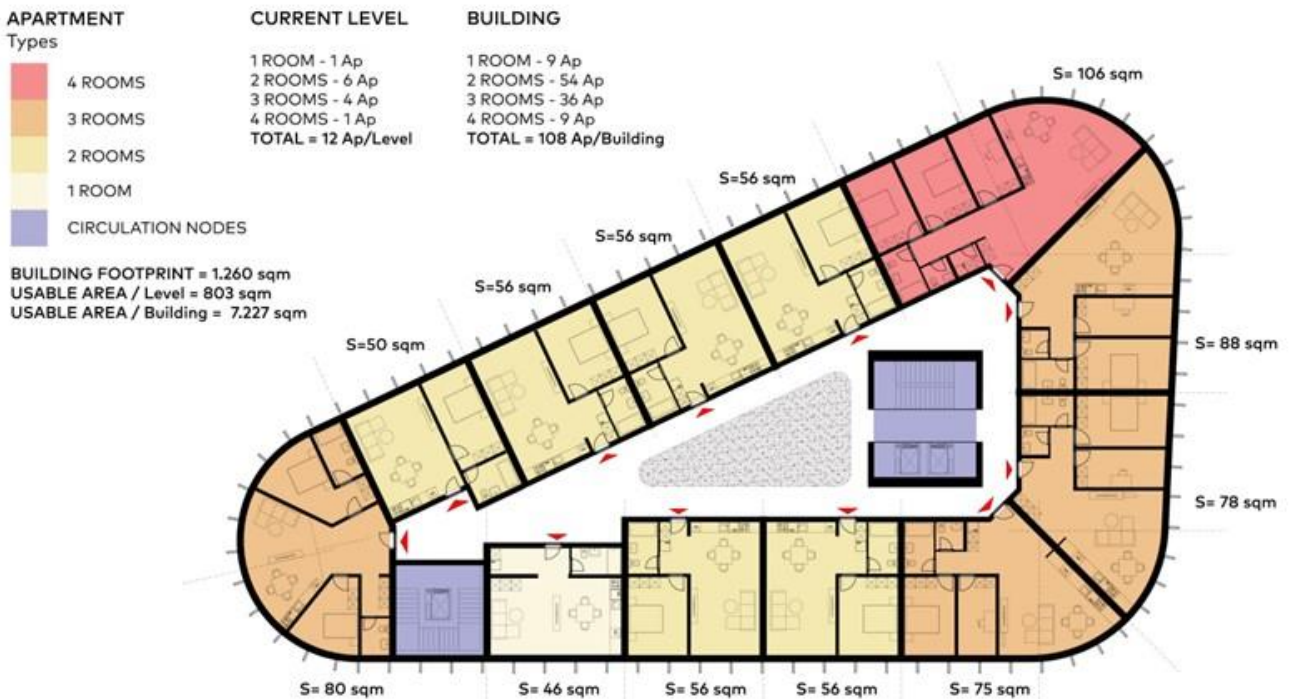 APARTMENT
Types
4 ROOMS
3 ROOMS
2 ROOMS
1 ROOM
CIRCULATION NODES
BUILDING FOOTPRINT = 1.260 sqm
USABLE AREA / Level = 803 sqm
USABLE AREA / Building = 7.227 sqm
CURRENT LEVEL
1 ROOM - 1 Ap
2 ROOMS - 6 Ap
3 ROOMS - 4 Ap
4 ROOMS - 1 Ap
TOTAL = 12 Ap/Level
BUILDING
1 ROOM - 9 Ap
2 ROOMS - 54 Ap
3 ROOMS - 36 Ap
4 ROOMS - 9 Ap
TOTAL = 108 Ap/Building
S= 106 sqm
S=56 sqm
S=56 sqm
S=56 sqm
S=50 sqm
S= 88 sqm
S= 78 sqm
S= 80 sqm
S= 46 sqm
S= 56 sqm
S= 56 sqm
S= 75 sqm